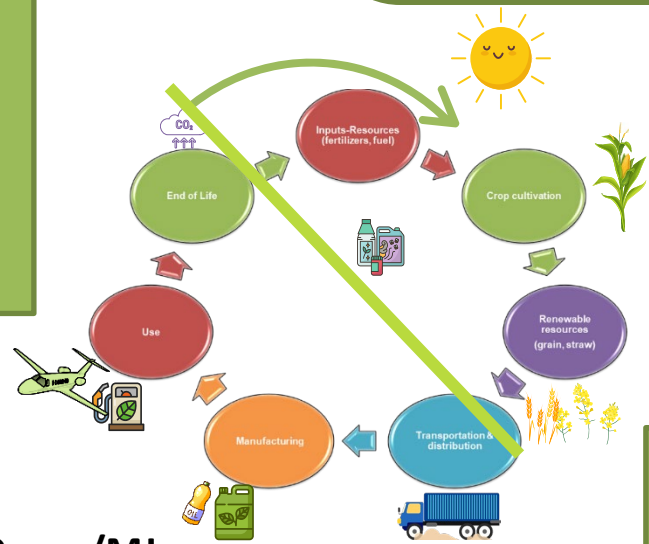 CO₂
Inputs-Resources
(fertilizers, fuel)
End of Life
Crop cultivation
Renewable
resources
(grain, straw)
Use
Transportation &
distribution
Manufacturing
OIL